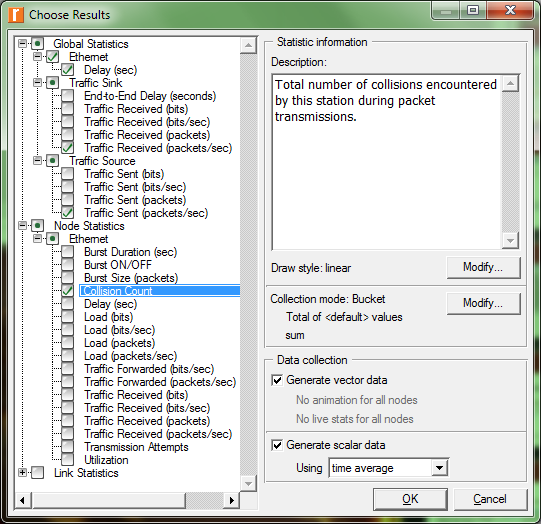 Choose Results
Global Statistics
Ethernet
Delay (sec)
Traffic Sink
End-to-End Delay (seconds)
Traffic Received (bits)
Traffic Received (bits/sec)
Traffic Received (packets)
Traffic Received (packets/sec)
Traffic Source
Traffic Sent (bits)
Traffic Sent (bits/sec)
Traffic Sent (packets)
Traffic Sent (packets/sec)
Node Statistics
Ethernet
Burst Duration (sec)
Burst ON/OFF
Burst Size (packets)
Collision Count
Delay (sec)
Load (bits)
Load (bits/sec)
Load (packets)
Load (packets/sec)
Traffic Forwarded (bits/sec)
Traffic Forwarded (packets/sec)
Traffic Received (bits)
Traffic Received (bits/sec)
Traffic Received (packets)
Traffic Received (packets/sec)
Transmission Attempts
Utilization
Link Statistics
Statistic information
Description:
Total number of collisions encountered
by this station during packet
transmissions.
Draw style: linear
Modify...
Collection mode: Bucket
Modify...
Total of <default> values
sum
Data collection
Generate vector data
No animation for all nodes
No live stats for all nodes
Generate scalar data
Using
time average
OK
Cancel